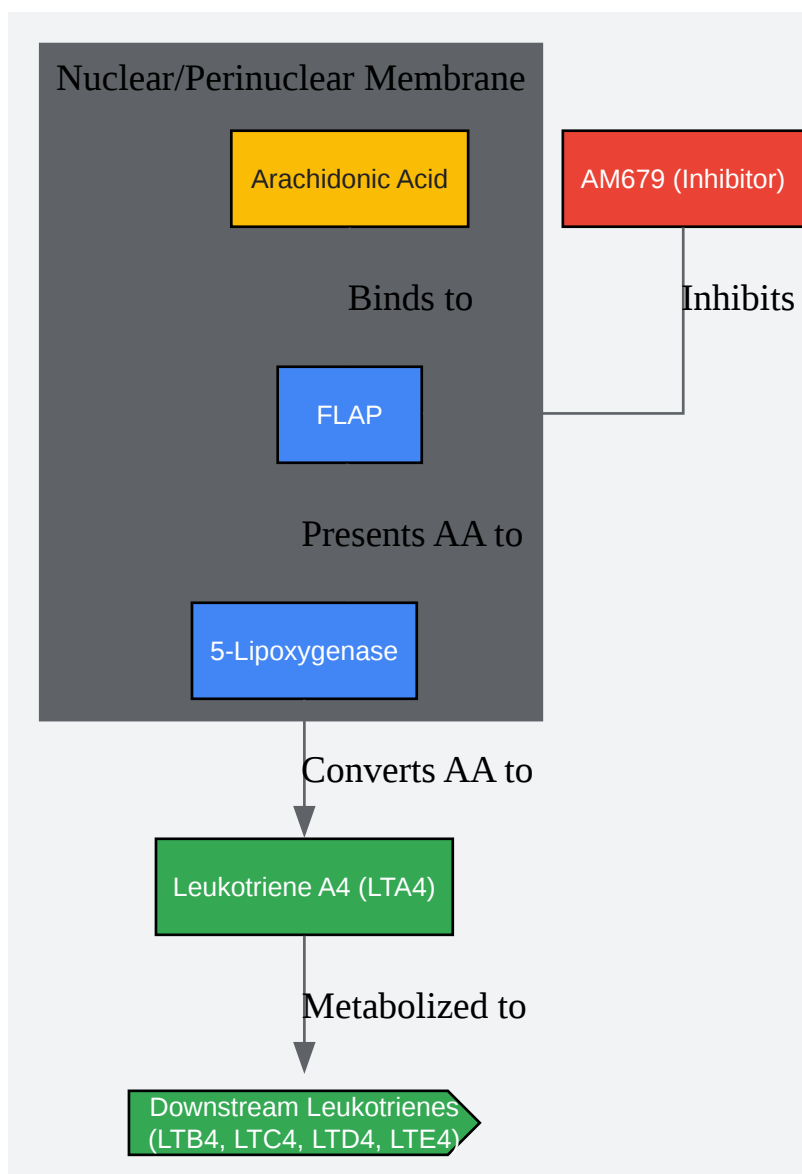 Nuclear/Perinuclear Membrane
Arachidonic Acid
AM679 (Inhibitor)
Binds to
Inhibits
FLAP
Presents AA to
5-Lipoxygenase
Converts AA to
Leukotriene A4 (LTA4)
Metabolized to
Downstream Leukotrienes
(LTB4, LTC4, LTD4, LTE4)